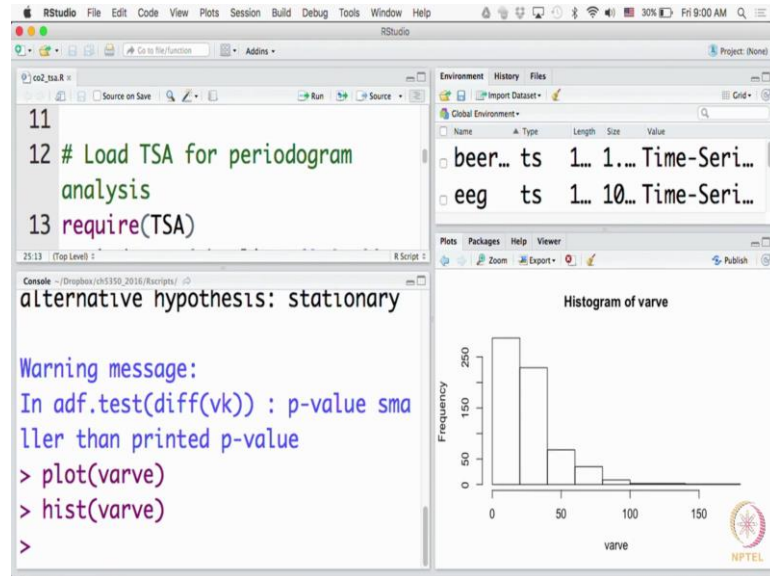 RStudio File Edit Code View Plots Session Build Debug Tools Window Help 30% Fri 9:00 AM
RStudio
Go to file/function Addins
Project: (None)
co2_tsa.R
Source on Save Run Source
11
12 # Load TSA for periodogram
analysis
13 require(TSA)
25:13 (Top Level) R Script
Console ~/Dropbox/ch5350_2016/Rscripts/
alternative hypothesis: stationary
Warning message:
In adf.test(diff(vk)) : p-value sma
ller than printed p-value
> plot(varve)
> hist(varve)
>
Environment History Files
Import Dataset Grid
Global Environment
Name Type Length Size Value
beer… ts 1… 1.… Time-Seri…
eeg ts 1… 10… Time-Seri…
Plots Packages Help Viewer
Zoom Export Publish
Histogram of varve
Frequency
250
150
50
0
0 50 100 150
varve
NPTEL